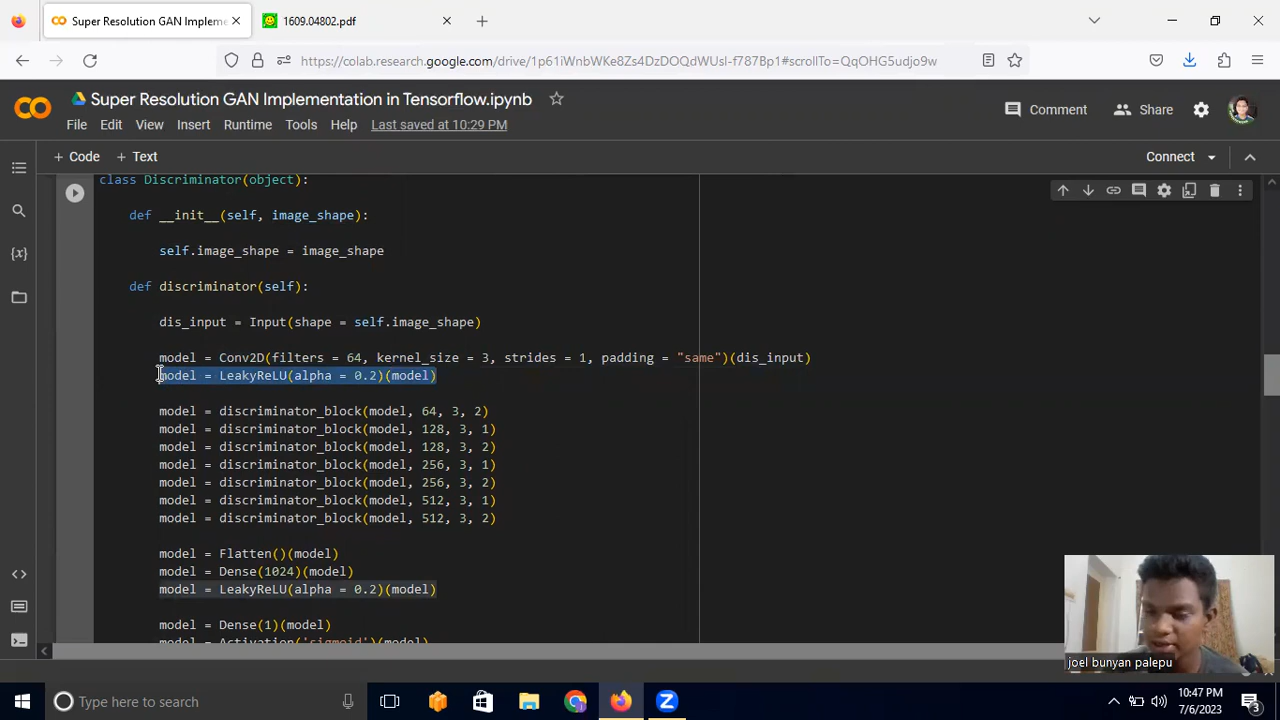 Super Resolution GAN Impleme
1609.04802.pdf
https://colab.research.google.com/drive/1p61iWnbWKe8Zs4DzDOQdWUsl-f787Bp1#scrollTo=QqOHG5udjo9w
Super Resolution GAN Implementation in Tensorflow.ipynb
Comment
Share
File Edit View Insert Runtime Tools Help Last saved at 10:29 PM
+ Code + Text
Connect
class Discriminator(object):
def __init__(self, image_shape):
self.image_shape = image_shape
def discriminator(self):
dis_input = Input(shape = self.image_shape)
model = Conv2D(filters = 64, kernel_size = 3, strides = 1, padding = "same")(dis_input)
model = LeakyReLU(alpha = 0.2)(model)
model = discriminator_block(model, 64, 3, 2)
model = discriminator_block(model, 128, 3, 1)
model = discriminator_block(model, 128, 3, 2)
model = discriminator_block(model, 256, 3, 1)
model = discriminator_block(model, 256, 3, 2)
model = discriminator_block(model, 512, 3, 1)
model = discriminator_block(model, 512, 3, 2)
model = Flatten()(model)
model = Dense(1024)(model)
model = LeakyReLU(alpha = 0.2)(model)
model = Dense(1)(model)
model = Activation('sigmoid')(model)
joel bunyan palepu
Type here to search
10:47 PM
7/6/2023
3